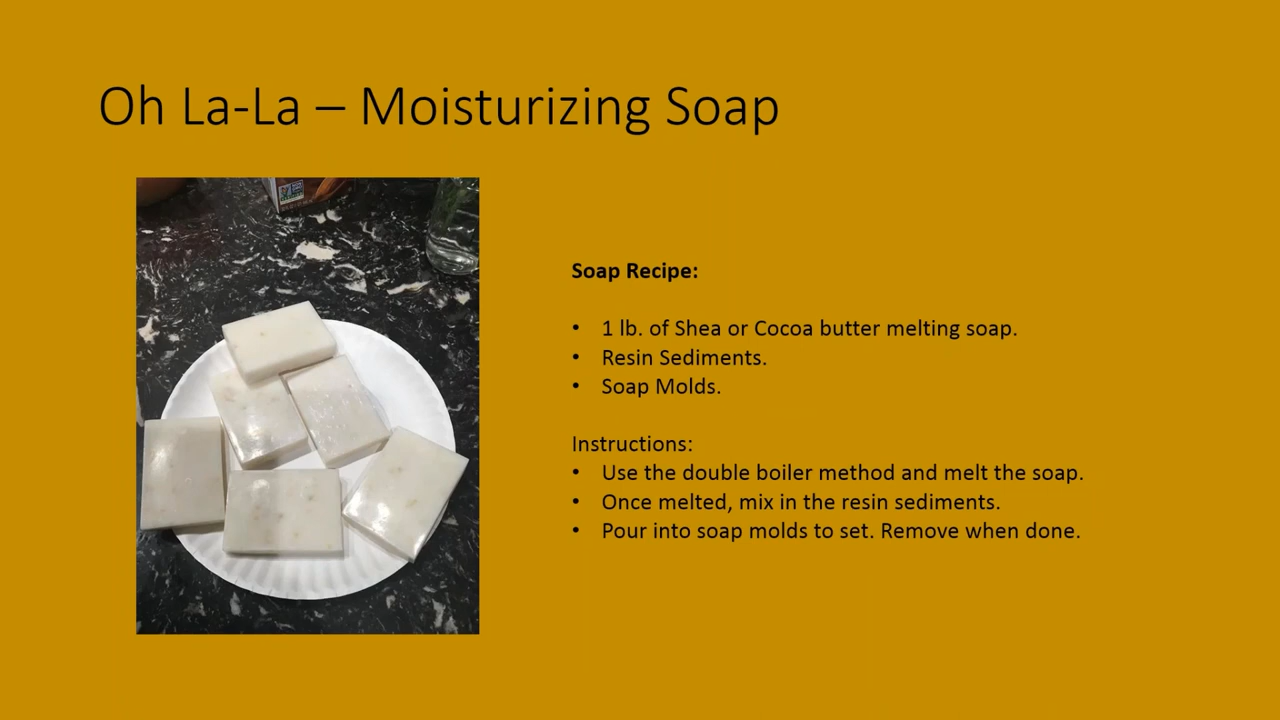 Oh La-La – Moisturizing Soap
Soap Recipe:
• 1 lb. of Shea or Cocoa butter melting soap.
• Resin Sediments.
• Soap Molds.
Instructions:
• Use the double boiler method and melt the soap.
• Once melted, mix in the resin sediments.
• Pour into soap molds to set. Remove when done.